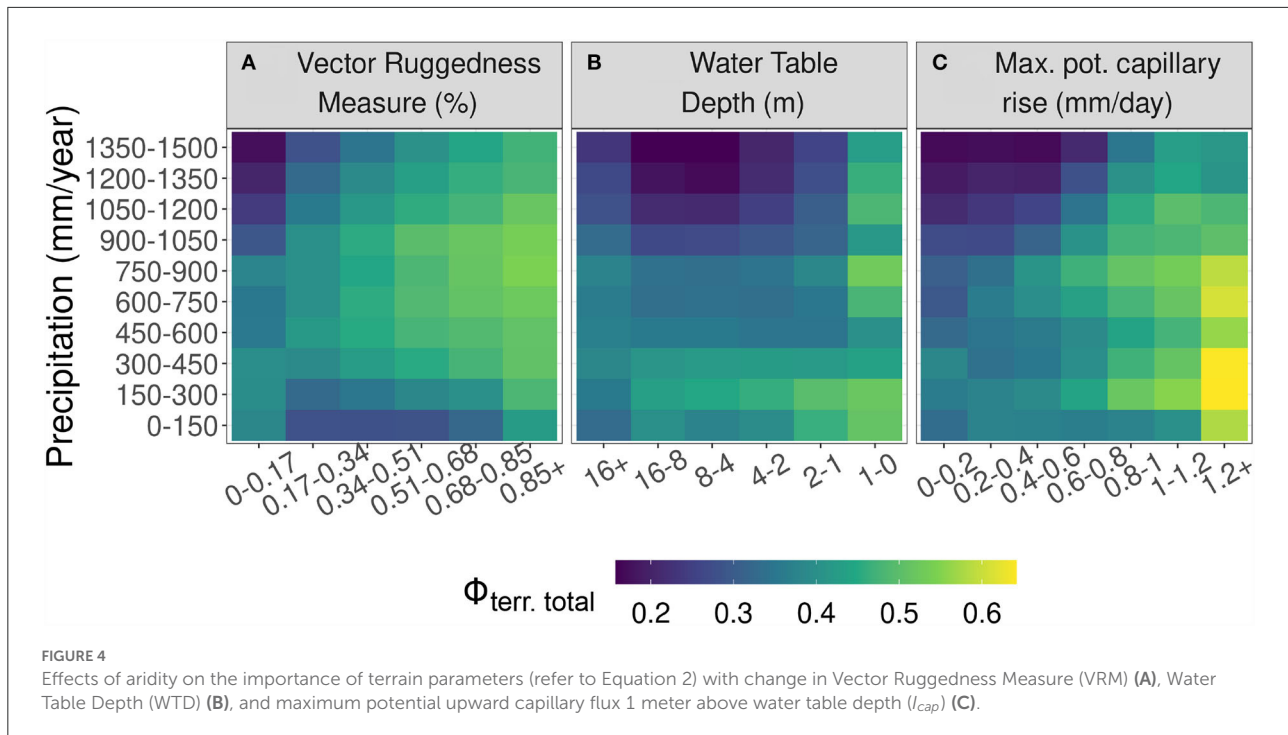 A Vector Ruggedness Measure (%)
B Water Table Depth (m)
C Max. pot. capillary rise (mm/day)
Precipitation (mm/year)
1350-1500
1200-1350
1050-1200
900-1050
750-900
600-750
450-600
300-450
150-300
0-150
0-0.17 0.17-0.34 0.34-0.51 0.51-0.68 0.68-0.85 0.85+
16+ 16-8 8-4 4-2 2-1 1-0
0-0.2 0.2-0.4 0.4-0.6 0.6-0.8 0.8-1 1-1.2 1.2+
Φterr. total
0.2 0.3 0.4 0.5 0.6
FIGURE 4
Effects of aridity on the importance of terrain parameters (refer to Equation 2) with change in Vector Ruggedness Measure (VRM) (A), Water
Table Depth (WTD) (B), and maximum potential upward capillary flux 1 meter above water table depth (Icap) (C).